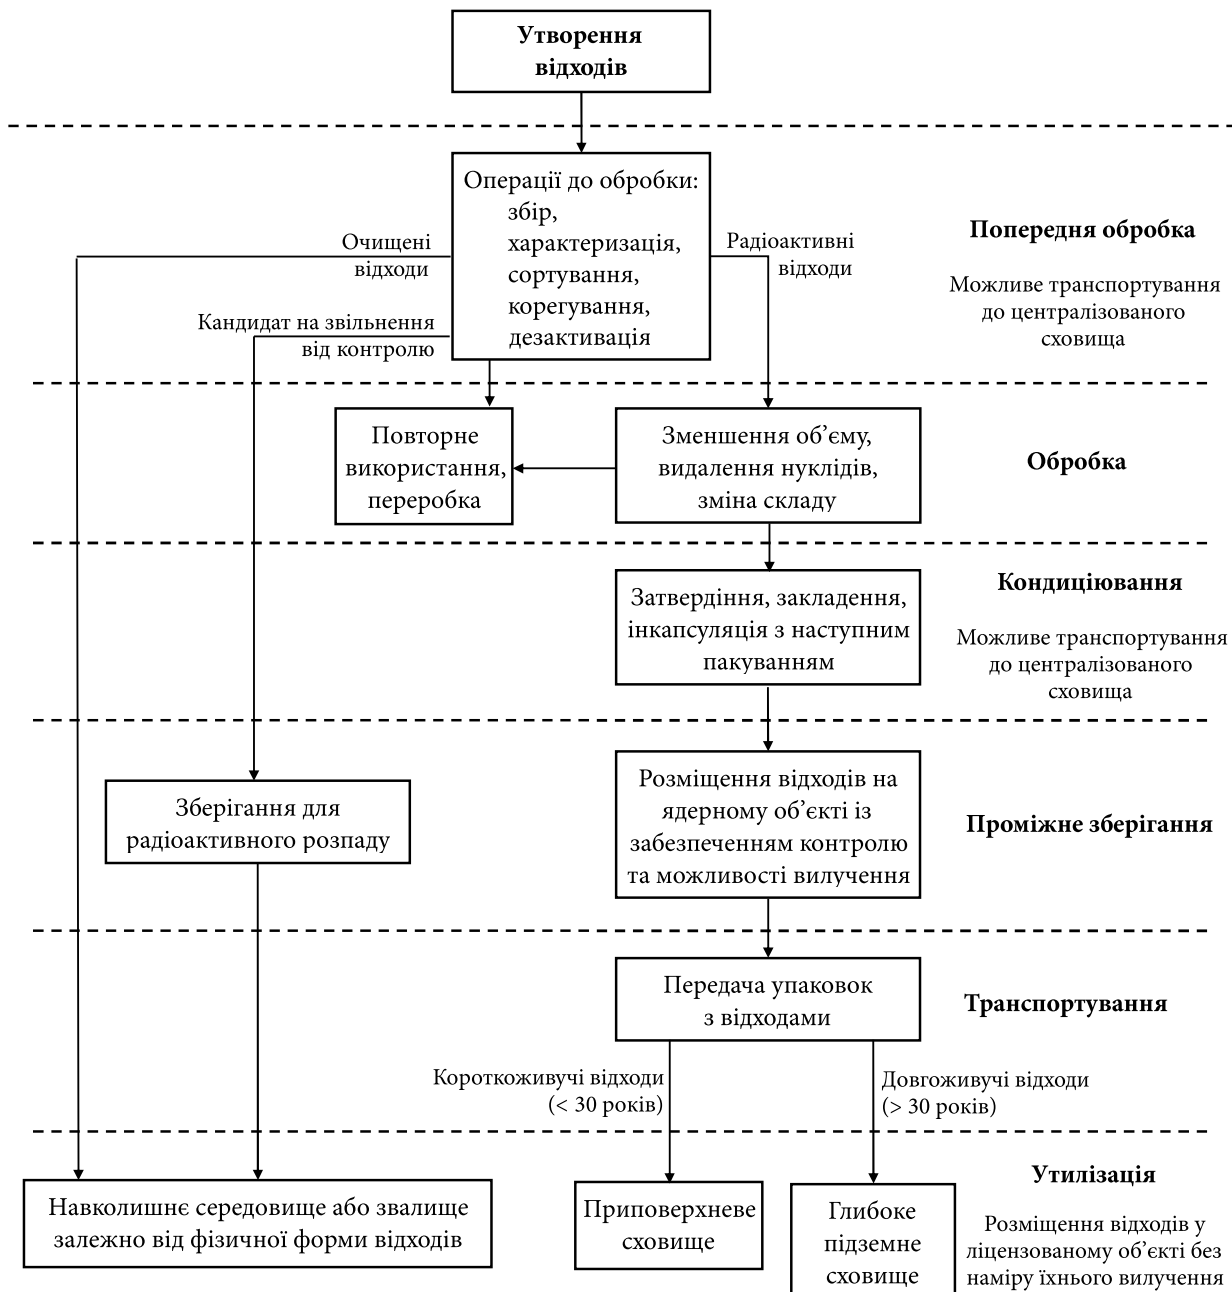 Утворення
відходів
Операції до обробки:
збір,
характеризація,
сортування,
корегування,
дезактивація
Очищені
відходи
Радіоактивні
відходи
Кандидат на звільнення
від контролю
Попередня обробка
Можливе транспортування
до централізованого
сховища
Повторне
використання,
переробка
Зменшення об’єму,
видалення нуклідів,
зміна складу
Обробка
Затвердіння, закладення,
інкапсуляція з наступним
пакуванням
Кондиціювання
Можливе транспортування
до централізованого
сховища
Зберігання для
радіоактивного розпаду
Розміщення відходів на
ядерному об’єкті із
забезпеченням контролю
та можливості вилучення
Проміжне зберігання
Передача упаковок
з відходами
Транспортування
Короткоживучі відходи
(< 30 років)
Довгоживучі відходи
(> 30 років)
Навколишнє середовище або звалище
залежно від фізичної форми відходів
Приповерхневе
сховище
Глибоке
підземне
сховище
Утилізація
Розміщення відходів у
ліцензованому об’єкті без
наміру їхнього вилучення